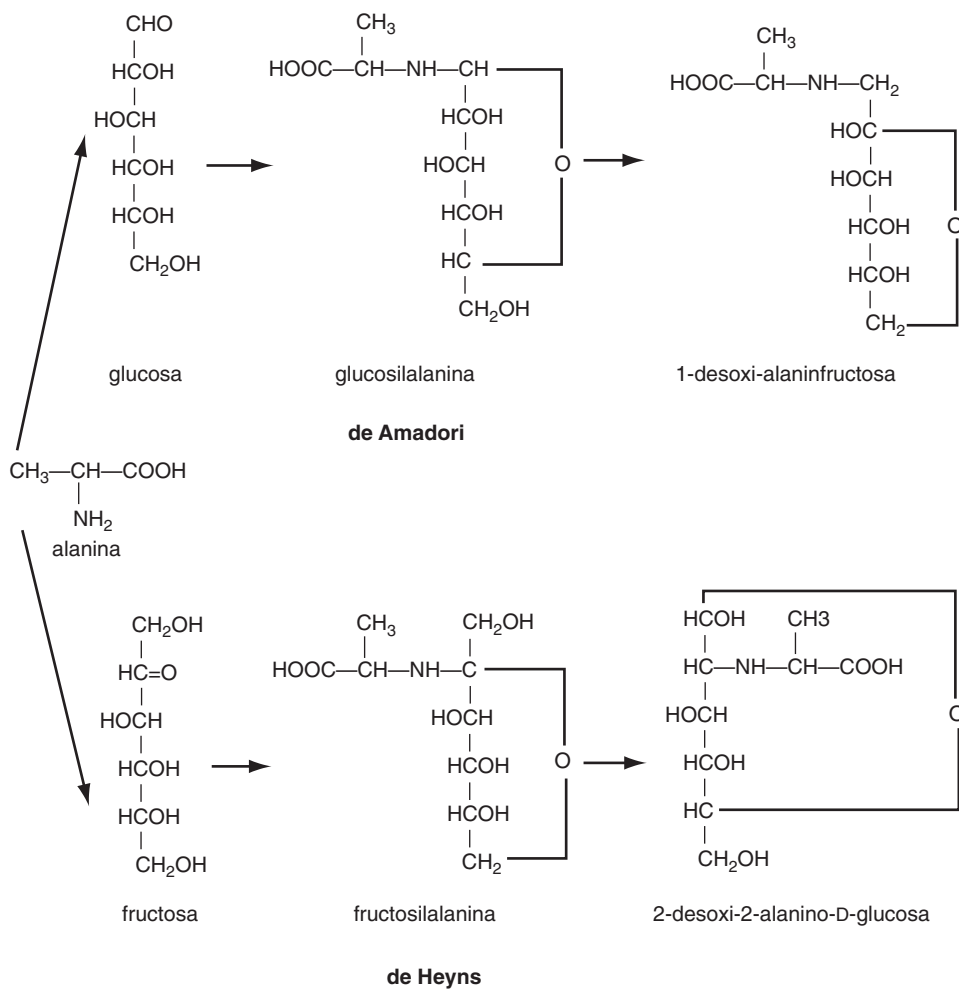 CHO
HCOH
HOCH
HCOH
HCOH
CH₂OH
glucosa
CH₃
HOOC—CH—NH—CH
HCOH
HOCH
HCOH
HC
CH₂OH
O
glucosilalanina
CH₃
HOOC—CH—NH—CH₂
HOC
HOCH
HCOH
HCOH
CH₂
O
1-desoxi-alaninfructosa
de Amadori
CH₃—CH—COOH
NH₂
alanina
CH₂OH
HC=O
HOCH
HCOH
HCOH
CH₂OH
fructosa
CH₃
CH₂OH
HOOC—CH—NH—C
HOCH
HCOH
HCOH
CH₂
O
fructosilalanina
HCOH
CH3
HC—NH—CH—COOH
HOCH
HCOH
HC
CH₂OH
O
2-desoxi-2-alanino-D-glucosa
de Heyns